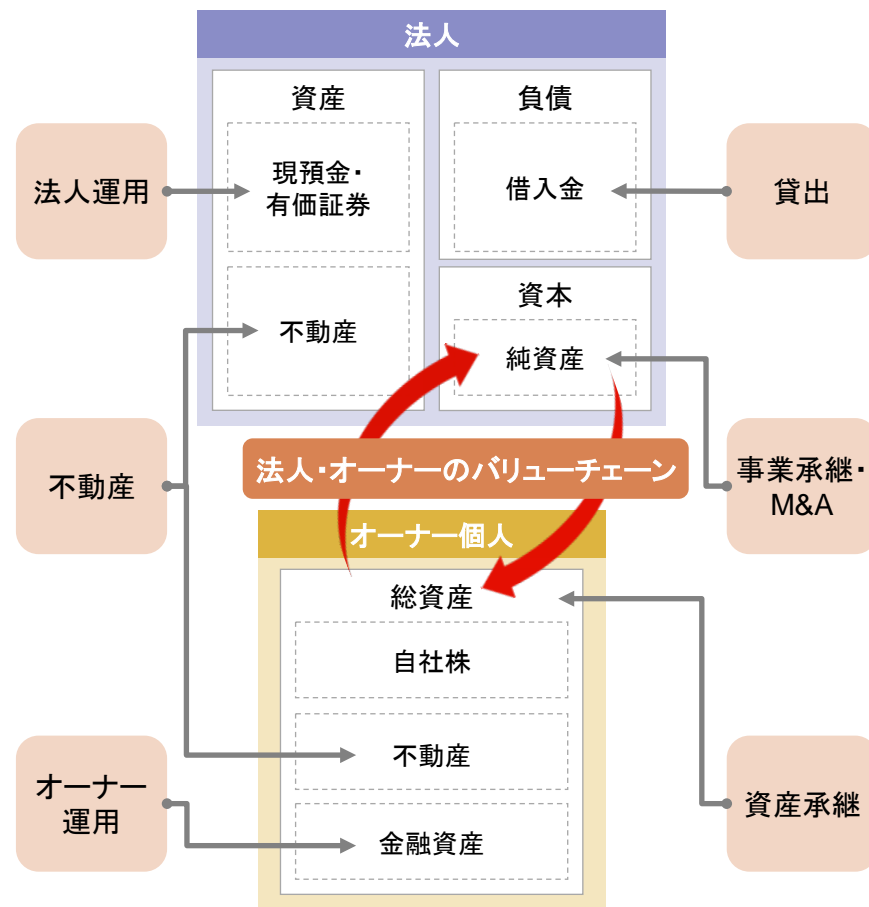 法人
資産
負債
現預金・
有価証券
借入金
法人運用
貸出
不動産
資本
純資産
法人・オーナーのバリューチェーン
不動産
事業承継・
M&A
オーナー個人
総資産
自社株
不動産
金融資産
オーナー
運用
資産承継